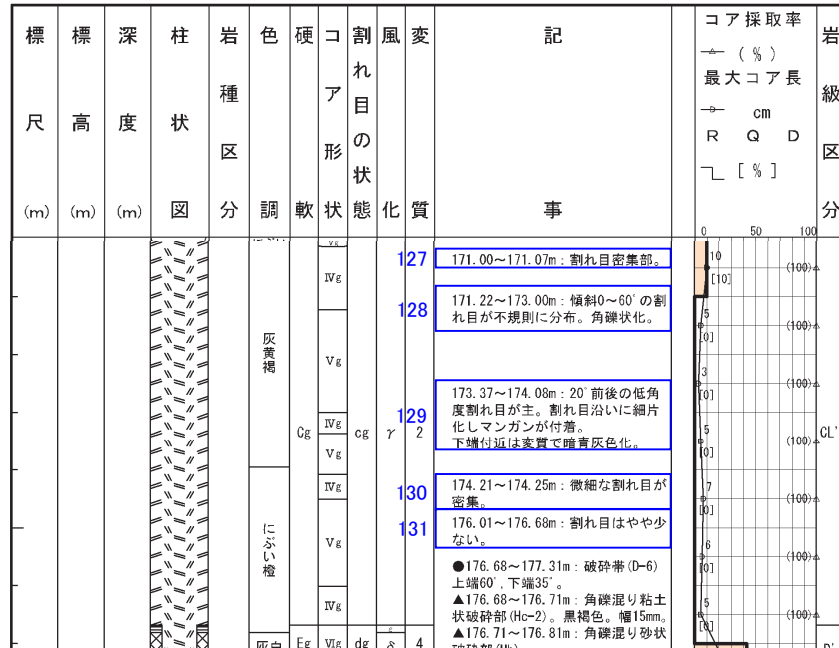 標尺(m)
標高(m)
深度(m)
柱状図
岩種区分
色調
硬軟
コア形状
割れ目の状態
風化
変質
記事
コア採取率
(%)
最大コア長
cm
RQD
[%]
岩級区分
0 50 100
127
171.00~171.07m:割れ目密集部。
128
171.22~173.00m:傾斜0~60°の割
れ目が不規則に分布。角礫状化。
129
173.37~174.08m:20°前後の低角
度割れ目が主。割れ目沿いに細片
化しマンガンが付着。
下端付近は変質で暗青灰色化。
130
174.21~174.25m:微細な割れ目が
密集。
131
176.01~176.68m:割れ目はやや少
ない。
●176.68~177.31m:破砕帯(D-6)
上端60°,下端35°。
▲176.68~176.71m:角礫混り粘土
状破砕部(Hc-2)。黒褐色。幅15mm。
▲176.71~176.81m:角礫混り砂状
灰黄褐
にぶい橙
灰白
Cg
Eg
Ⅳg
Ⅴg
Ⅳg
Ⅴg
Ⅳg
Ⅴg
Ⅳg
Ⅵg
cg
dg
γ
δ
2
4
10
[10]
(100)
5
[0]
(100)
3
[0]
(100)
5
[0]
(100)
7
[0]
(100)
6
[0]
(100)
5
[0]
(100)
CL'